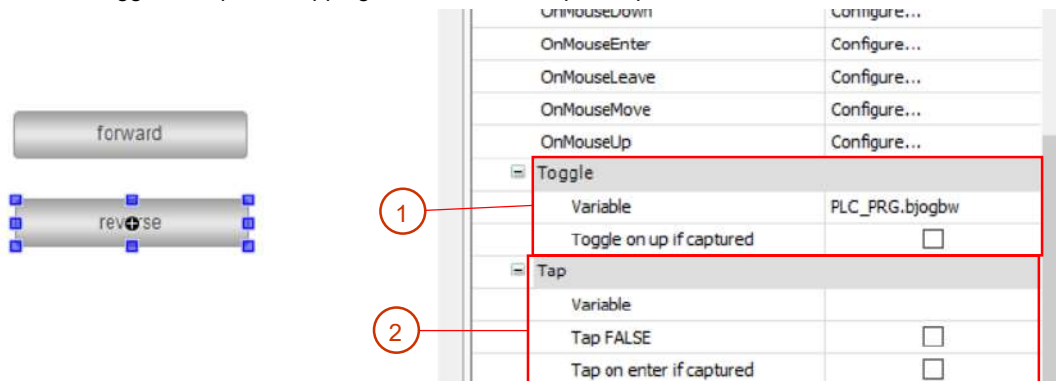 forward
reverse
OnMouseDown Configure...
OnMouseEnter Configure...
OnMouseLeave Configure...
OnMouseMove Configure...
OnMouseUp Configure...
Toggle
1
Variable PLC_PRG.bjogbw
Toggle on up if captured
Tap
Variable
2
Tap FALSE
Tap on enter if captured